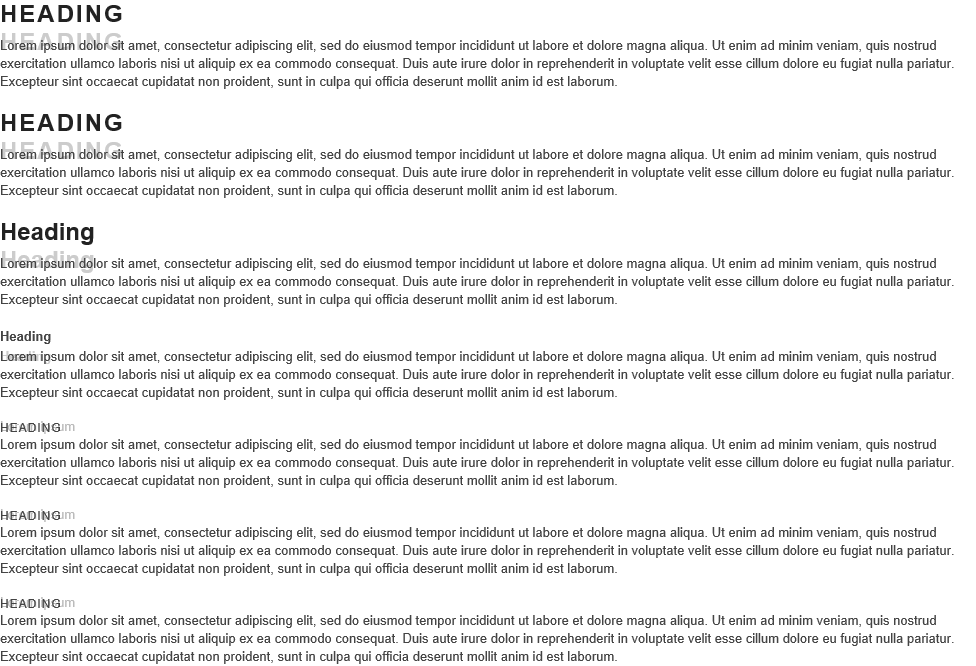 HEADING
HEADING
Lorem ipsum dolor sit amet, consectetur adipiscing elit, sed do eiusmod tempor incididunt ut labore et dolore magna aliqua. Ut enim ad minim veniam, quis nostrud
exercitation ullamco laboris nisi ut aliquip ex ea commodo consequat. Duis aute irure dolor in reprehenderit in voluptate velit esse cillum dolore eu fugiat nulla pariatur.
Excepteur sint occaecat cupidatat non proident, sunt in culpa qui officia deserunt mollit anim id est laborum.
HEADING
HEADING
Lorem ipsum dolor sit amet, consectetur adipiscing elit, sed do eiusmod tempor incididunt ut labore et dolore magna aliqua. Ut enim ad minim veniam, quis nostrud
exercitation ullamco laboris nisi ut aliquip ex ea commodo consequat. Duis aute irure dolor in reprehenderit in voluptate velit esse cillum dolore eu fugiat nulla pariatur.
Excepteur sint occaecat cupidatat non proident, sunt in culpa qui officia deserunt mollit anim id est laborum.
Heading
Heading
Lorem ipsum dolor sit amet, consectetur adipiscing elit, sed do eiusmod tempor incididunt ut labore et dolore magna aliqua. Ut enim ad minim veniam, quis nostrud
exercitation ullamco laboris nisi ut aliquip ex ea commodo consequat. Duis aute irure dolor in reprehenderit in voluptate velit esse cillum dolore eu fugiat nulla pariatur.
Excepteur sint occaecat cupidatat non proident, sunt in culpa qui officia deserunt mollit anim id est laborum.
Heading
Heading
Lorem ipsum dolor sit amet, consectetur adipiscing elit, sed do eiusmod tempor incididunt ut labore et dolore magna aliqua. Ut enim ad minim veniam, quis nostrud
exercitation ullamco laboris nisi ut aliquip ex ea commodo consequat. Duis aute irure dolor in reprehenderit in voluptate velit esse cillum dolore eu fugiat nulla pariatur.
Excepteur sint occaecat cupidatat non proident, sunt in culpa qui officia deserunt mollit anim id est laborum.
HEADING
Lorem ipsum
Lorem ipsum dolor sit amet, consectetur adipiscing elit, sed do eiusmod tempor incididunt ut labore et dolore magna aliqua. Ut enim ad minim veniam, quis nostrud
exercitation ullamco laboris nisi ut aliquip ex ea commodo consequat. Duis aute irure dolor in reprehenderit in voluptate velit esse cillum dolore eu fugiat nulla pariatur.
Excepteur sint occaecat cupidatat non proident, sunt in culpa qui officia deserunt mollit anim id est laborum.
HEADING
Lorem ipsum
Lorem ipsum dolor sit amet, consectetur adipiscing elit, sed do eiusmod tempor incididunt ut labore et dolore magna aliqua. Ut enim ad minim veniam, quis nostrud
exercitation ullamco laboris nisi ut aliquip ex ea commodo consequat. Duis aute irure dolor in reprehenderit in voluptate velit esse cillum dolore eu fugiat nulla pariatur.
Excepteur sint occaecat cupidatat non proident, sunt in culpa qui officia deserunt mollit anim id est laborum.
HEADING
Lorem ipsum
Lorem ipsum dolor sit amet, consectetur adipiscing elit, sed do eiusmod tempor incididunt ut labore et dolore magna aliqua. Ut enim ad minim veniam, quis nostrud
exercitation ullamco laboris nisi ut aliquip ex ea commodo consequat. Duis aute irure dolor in reprehenderit in voluptate velit esse cillum dolore eu fugiat nulla pariatur.
Excepteur sint occaecat cupidatat non proident, sunt in culpa qui officia deserunt mollit anim id est laborum.